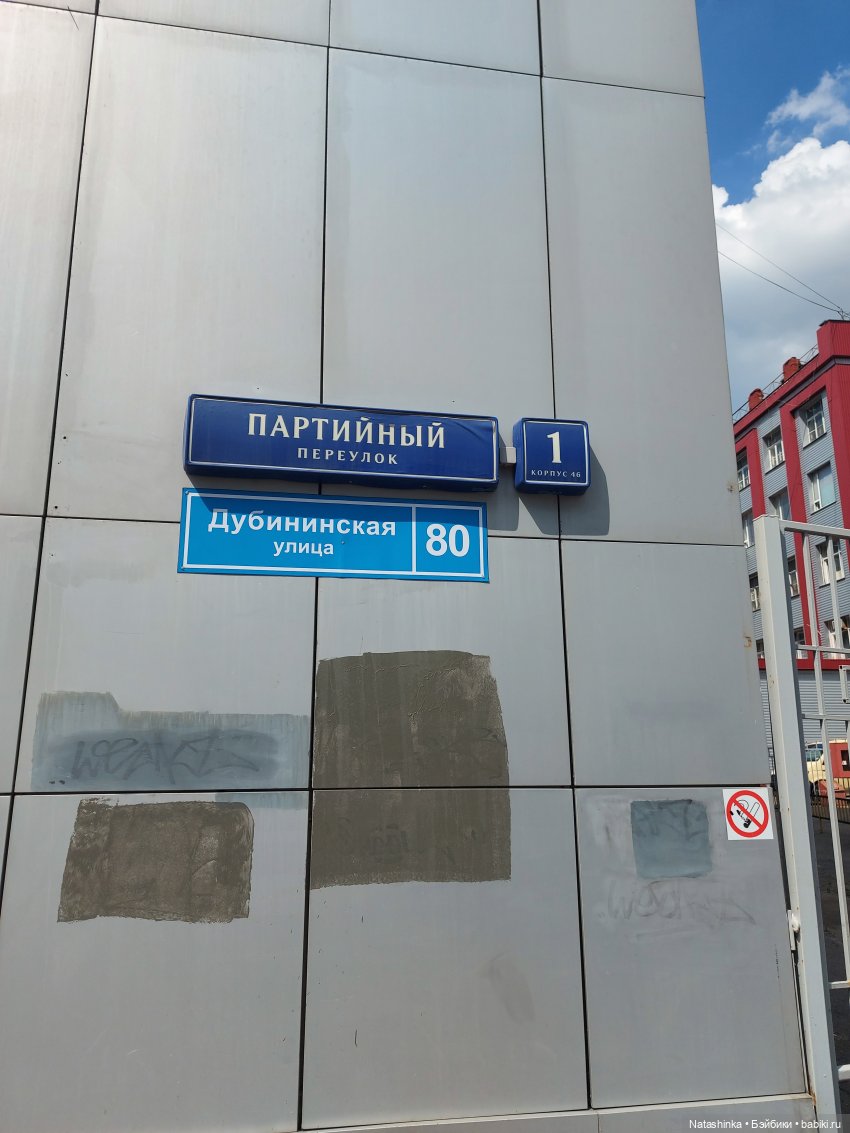 ПАРТИЙНЫЙ
ПЕРЕУЛОК
1
КОРПУС 46
Дубининская
улица
80
Natashinka • Бэйбики • babiki.ru